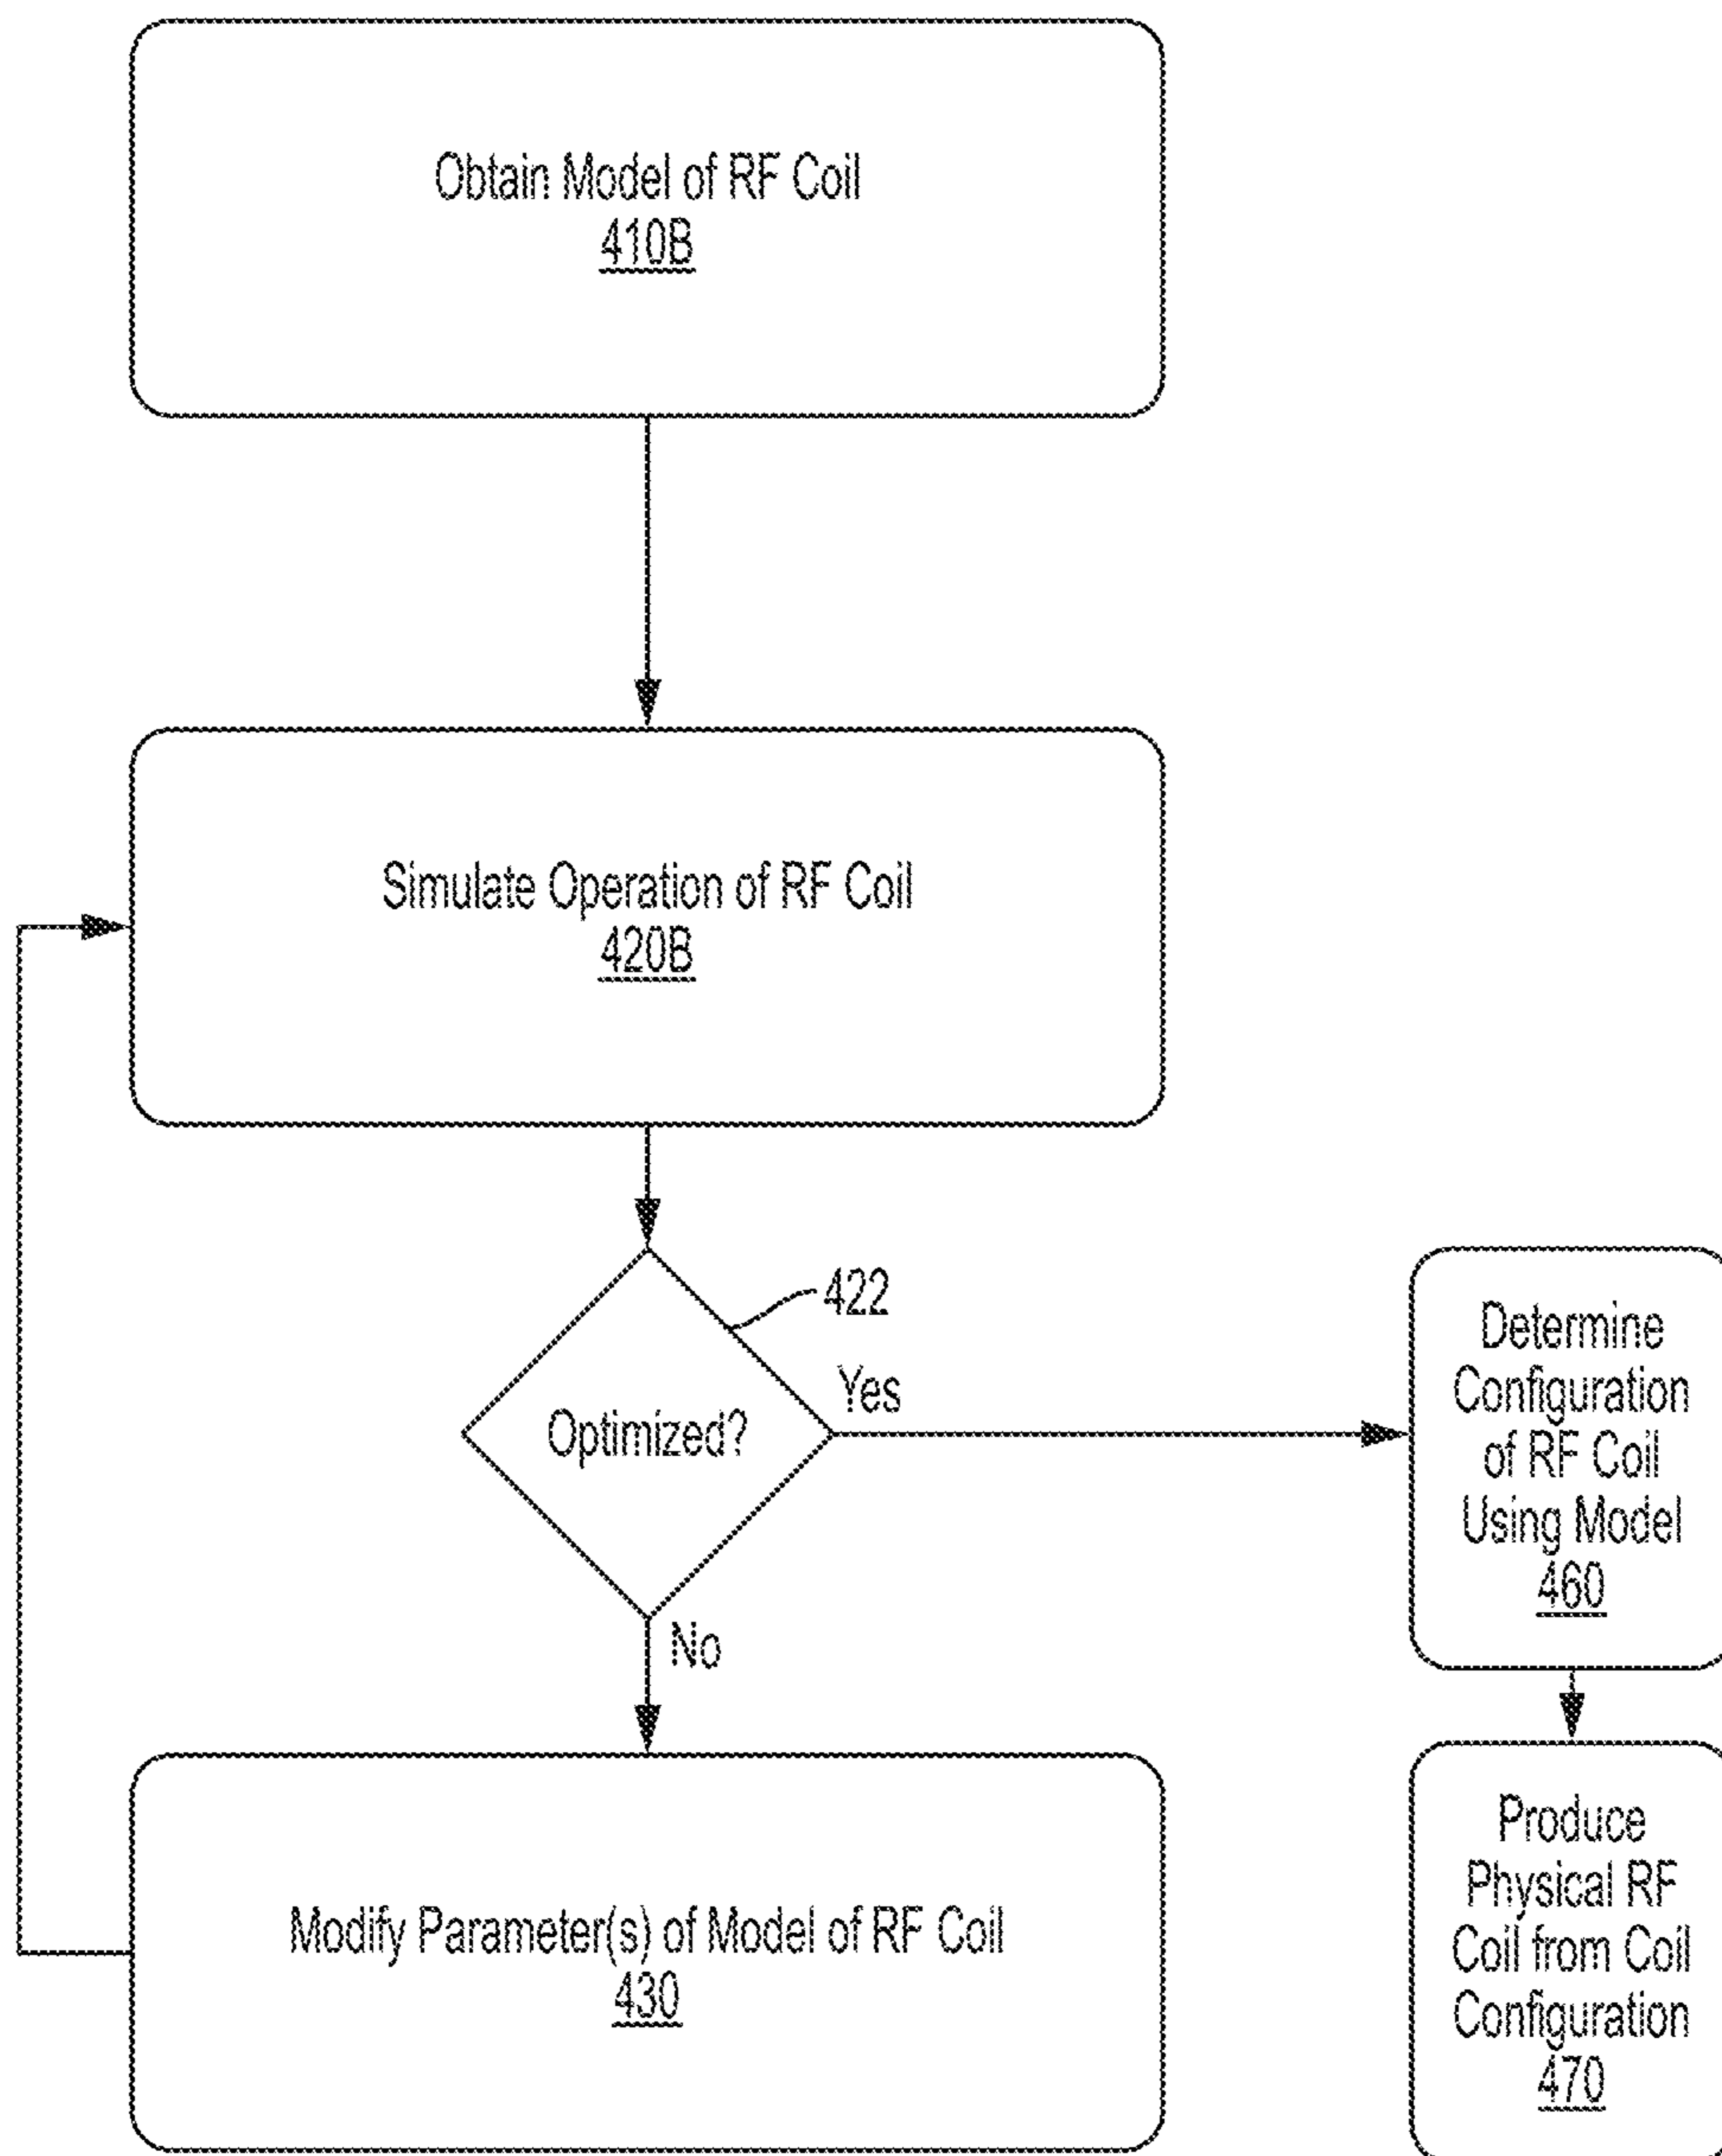 Obtain Model of RF Coil
410B
Simulate Operation of RF Coil
420B
422
Optimized?
Yes
No
Determine
Configuration
of RF Coil
Using Model
460
Modify Parameter(s) of Model of RF Coil
430
Produce
Physical RF
Coil from Coil
Configuration
470